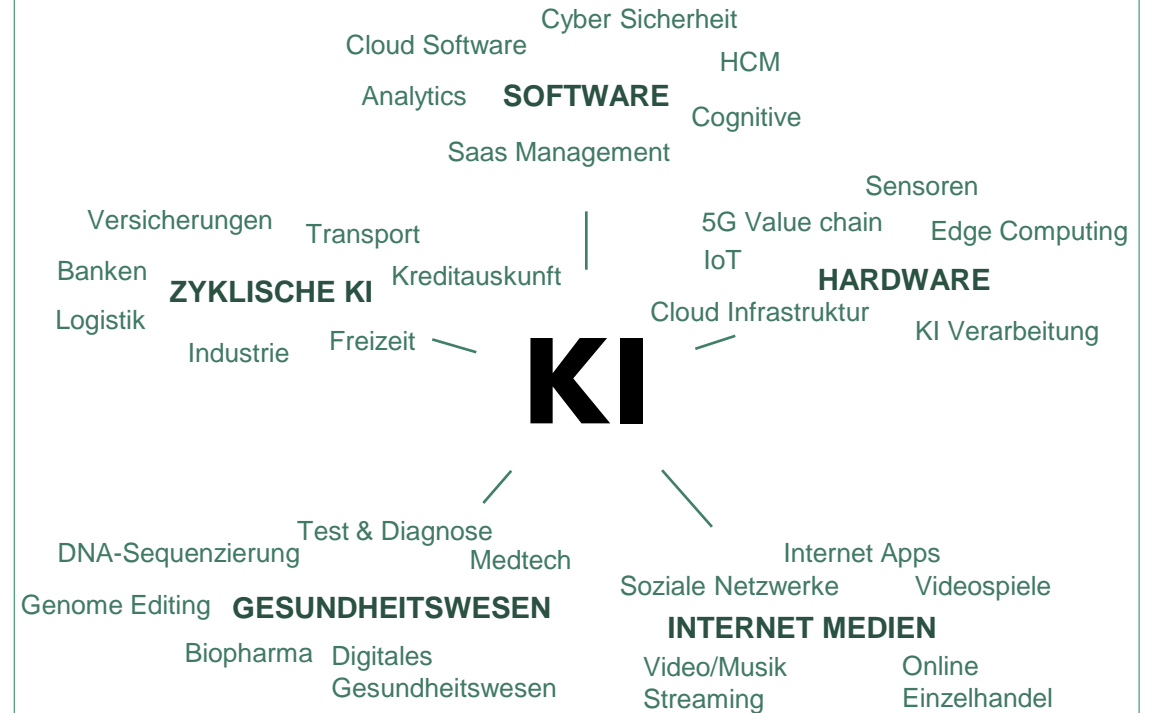 Cyber Sicherheit
Cloud Software
HCM
Analytics
SOFTWARE
Cognitive
Saas Management
Sensoren
5G Value chain
Edge Computing
IoT
HARDWARE
Cloud Infrastruktur
KI Verarbeitung
Versicherungen
Transport
Banken
Kreditauskunft
ZYKLISCHE KI
Logistik
Freizeit
Industrie
KI
Test & Diagnose
DNA-Sequenzierung
Medtech
Genome Editing
GESUNDHEITSWESEN
Biopharma
Digitales
Gesundheitswesen
Internet Apps
Soziale Netzwerke
Videospiele
INTERNET MEDIEN
Video/Musik
Streaming
Online
Einzelhandel